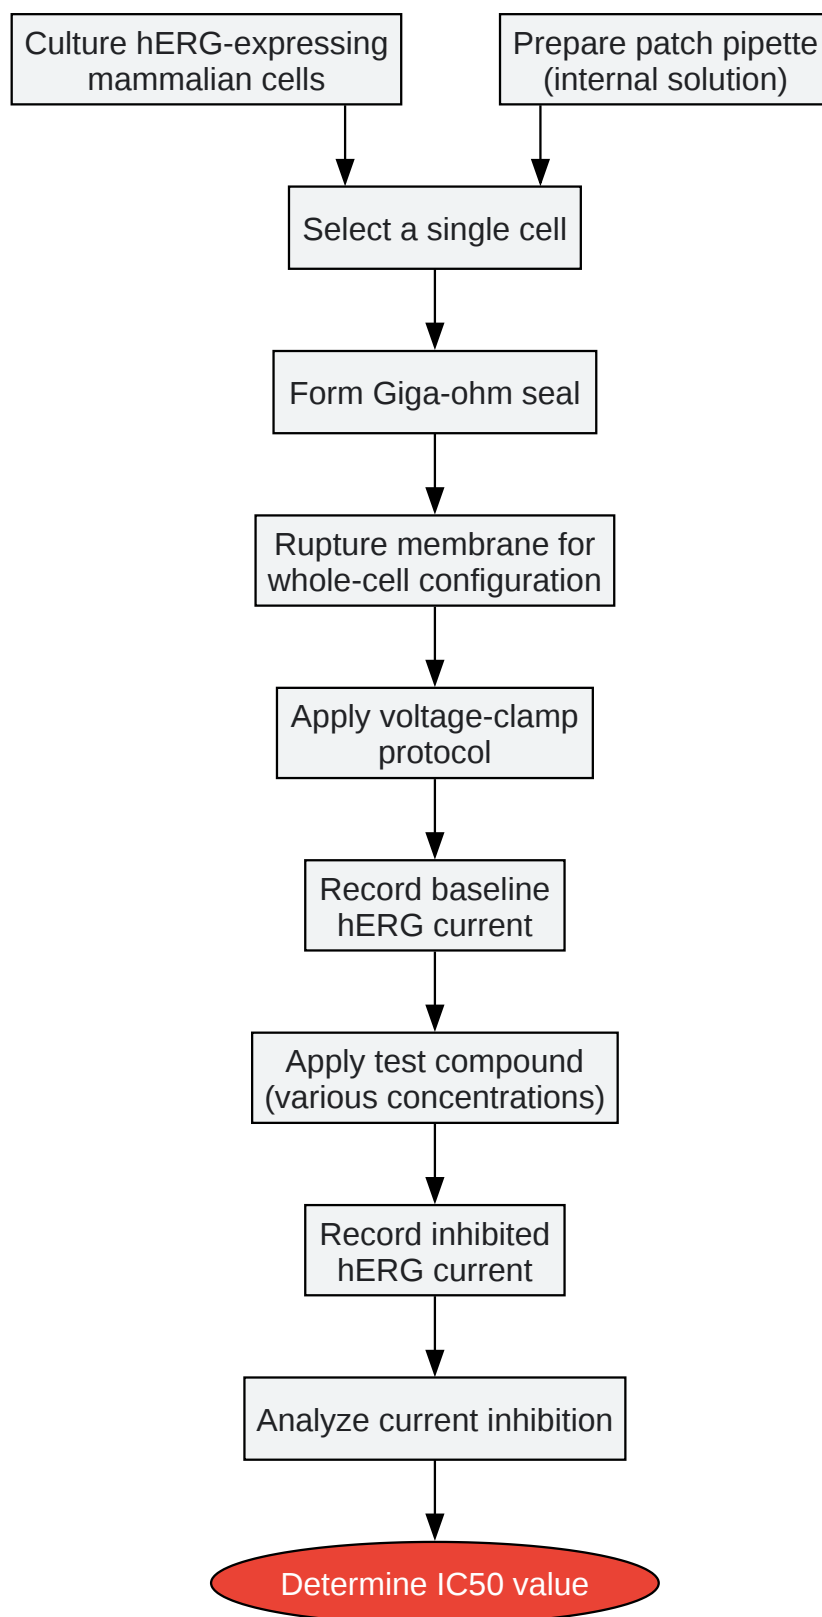 Culture hERG-expressing
mammalian cells
Prepare patch pipette
(internal solution)
Select a single cell
Form Giga-ohm seal
Rupture membrane for
whole-cell configuration
Apply voltage-clamp
protocol
Record baseline
hERG current
Apply test compound
(various concentrations)
Record inhibited
hERG current
Analyze current inhibition
Determine IC50 value